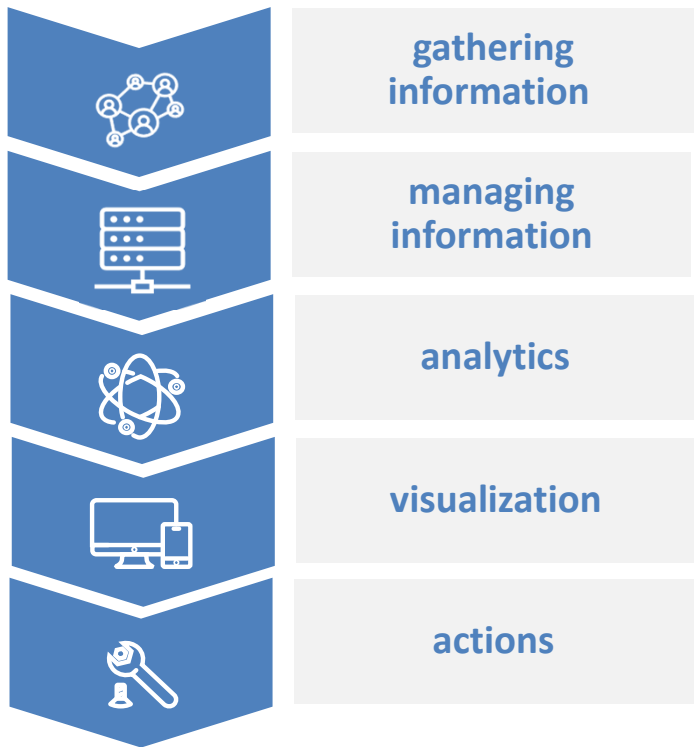 gathering
information
managing
information
analytics
visualization
actions